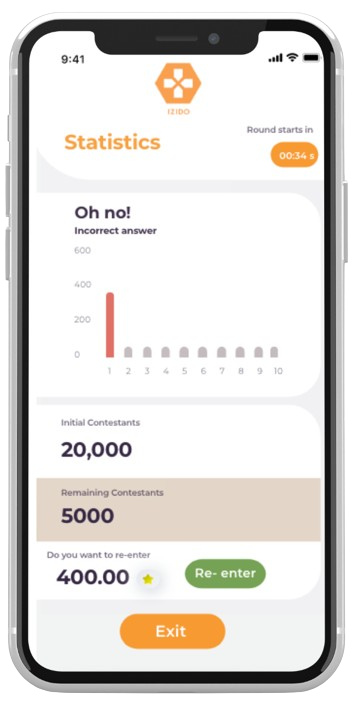 9:41
IZIDO
Statistics
Round starts in
00:34 s
Oh no!
Incorrect answer
600
400
200
0
1 2 3 4 5 6 7 8 9 10
Initial Contestants
20,000
Remaining Contestants
5000
Do you want to re-enter
400.00
Re- enter
Exit